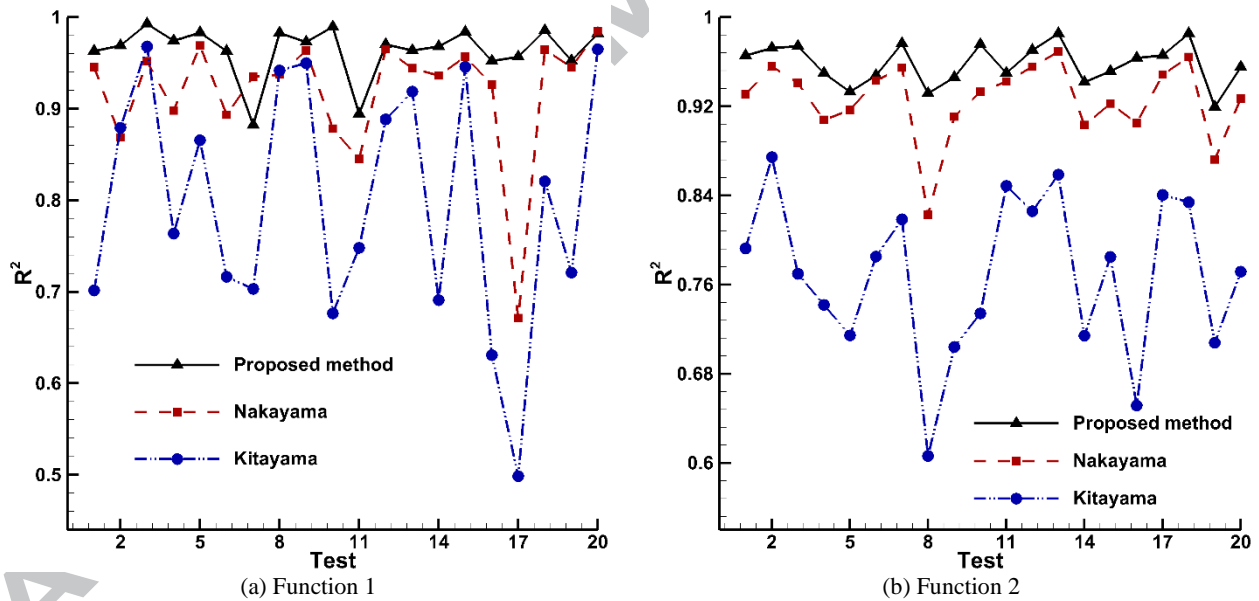 1
0.9
0.8
0.7
0.6
0.5
R²
Proposed method
Nakayama
Kitayama
2 5 8 11 14 17 20
Test
(a) Function 1
1
0.92
0.84
0.76
0.68
0.6
R²
Proposed method
Nakayama
Kitayama
2 5 8 11 14 17 20
Test
(b) Function 2